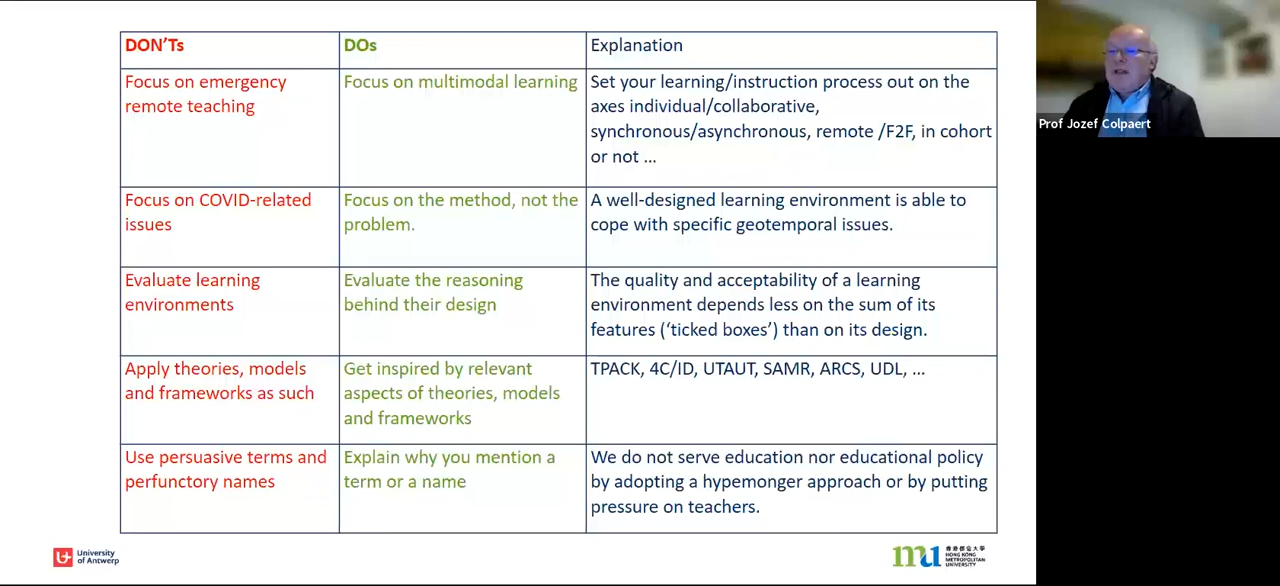 DON'Ts
DOs
Explanation
Focus on emergency
remote teaching
Focus on multimodal learning
Set your learning/instruction process out on the
axes individual/collaborative,
synchronous/asynchronous, remote /F2F, in cohort
or not ...
Focus on COVID-related
issues
Focus on the method, not the
problem.
A well-designed learning environment is able to
cope with specific geotemporal issues.
Evaluate learning
environments
Evaluate the reasoning
behind their design
The quality and acceptability of a learning
environment depends less on the sum of its
features (‘ticked boxes’) than on its design.
Apply theories, models
and frameworks as such
Get inspired by relevant
aspects of theories, models
and frameworks
TPACK, 4C/ID, UTAUT, SAMR, ARCS, UDL, ...
Use persuasive terms and
perfunctory names
Explain why you mention a
term or a name
We do not serve education nor educational policy
by adopting a hypemonger approach or by putting
pressure on teachers.
Prof Jozef Colpaert
University
of Antwerp
mu
香港都會大學
HONG KONG
METROPOLITAN
UNIVERSITY